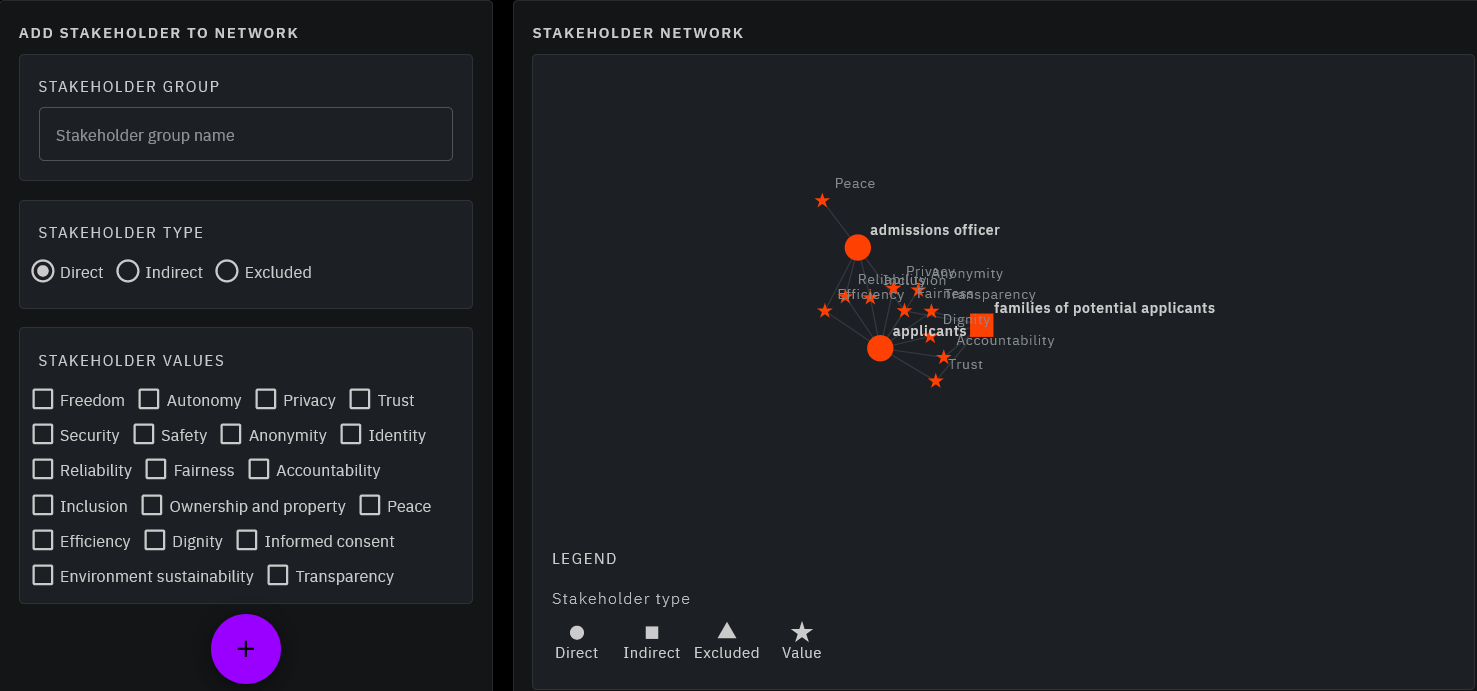 ADD STAKEHOLDER TO NETWORK
STAKEHOLDER GROUP
Stakeholder group name
STAKEHOLDER TYPE
Direct Indirect Excluded
STAKEHOLDER VALUES
Freedom Autonomy Privacy Trust
Security Safety Anonymity Identity
Reliability Fairness Accountability
Inclusion Ownership and property Peace
Efficiency Dignity Informed consent
Environment sustainability Transparency
+
STAKEHOLDER NETWORK
Peace
admissions officer
Privacy Anonymity
Reliability Inclusion
Efficiency Fairness Transparency
families of potential applicants
Dignity
applicants
Accountability
Trust
LEGEND
Stakeholder type
Direct Indirect Excluded Value